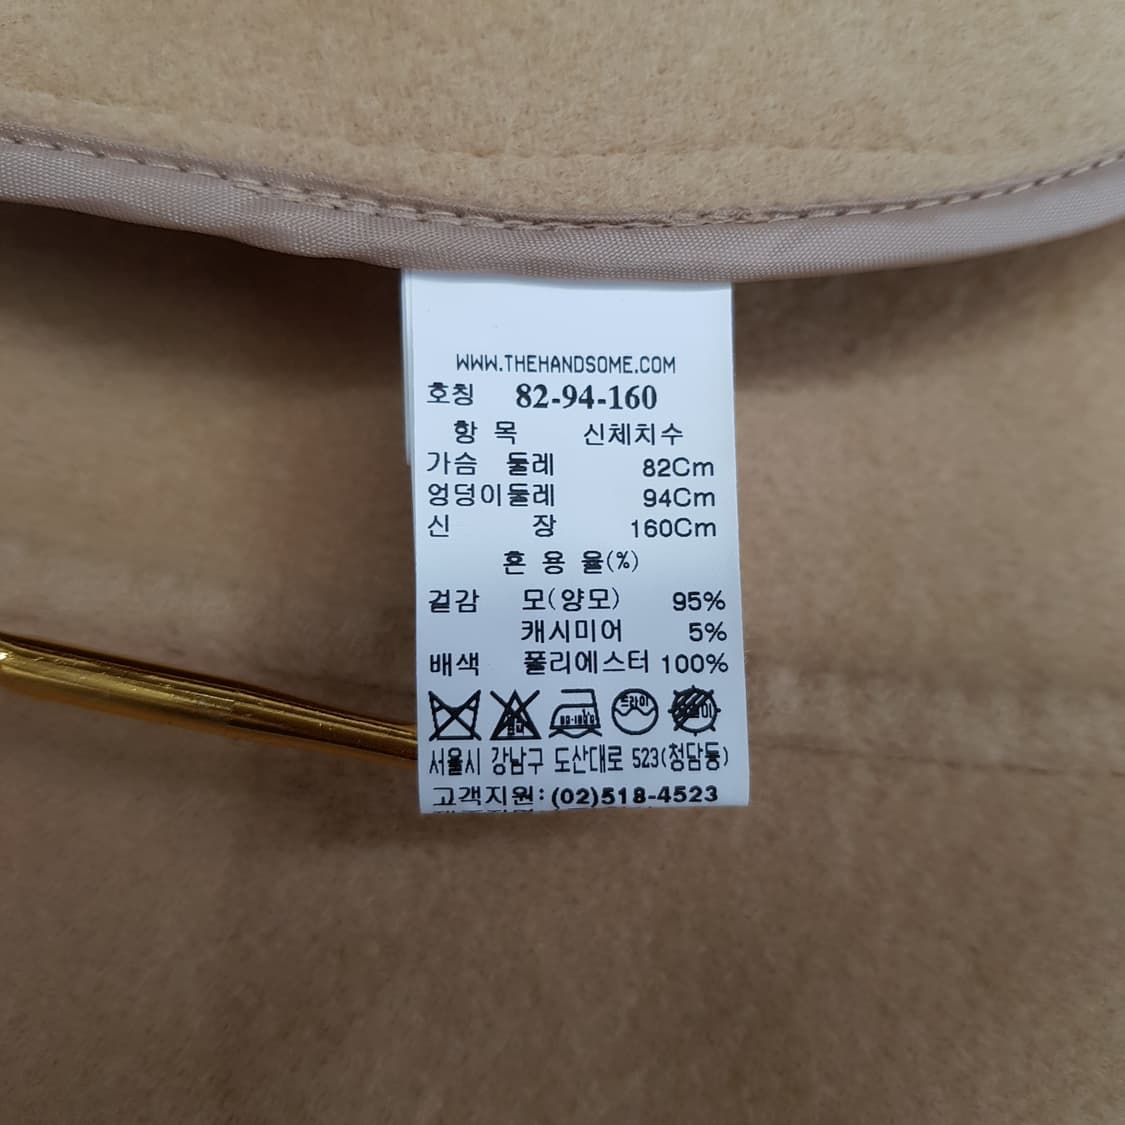 WWW.THEHANDSOME.COM
호칭 82-94-160
항 목 신체치수
가슴 둘레 82Cm
엉덩이둘레 94Cm
신 장 160Cm
혼 용 율(%)
겉감 모(양모) 95%
캐시미어 5%
배색 폴리에스터 100%
드라이
서울시 강남구 도산대로 523(청담동)
고객지원:(02)518-4523